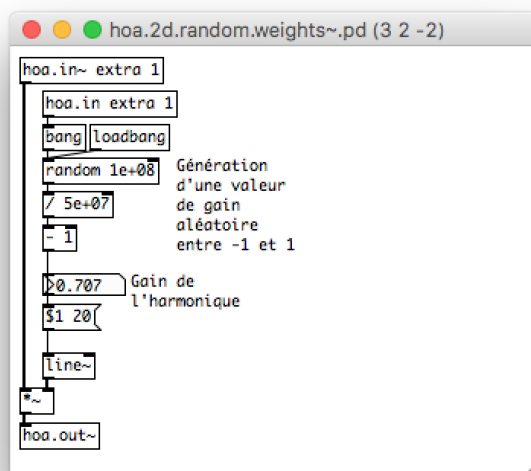 hoa.2d.random.weights~.pd (3 2 -2)
hoa.in~ extra 1
hoa.in extra 1
bang loadbang
random 1e+08
Génération
d'une valeur
de gain
aléatoire
entre -1 et 1
/ 5e+07
- 1
>0.707
Gain de
l'harmonique
$1 20
line~
*~
hoa.out~